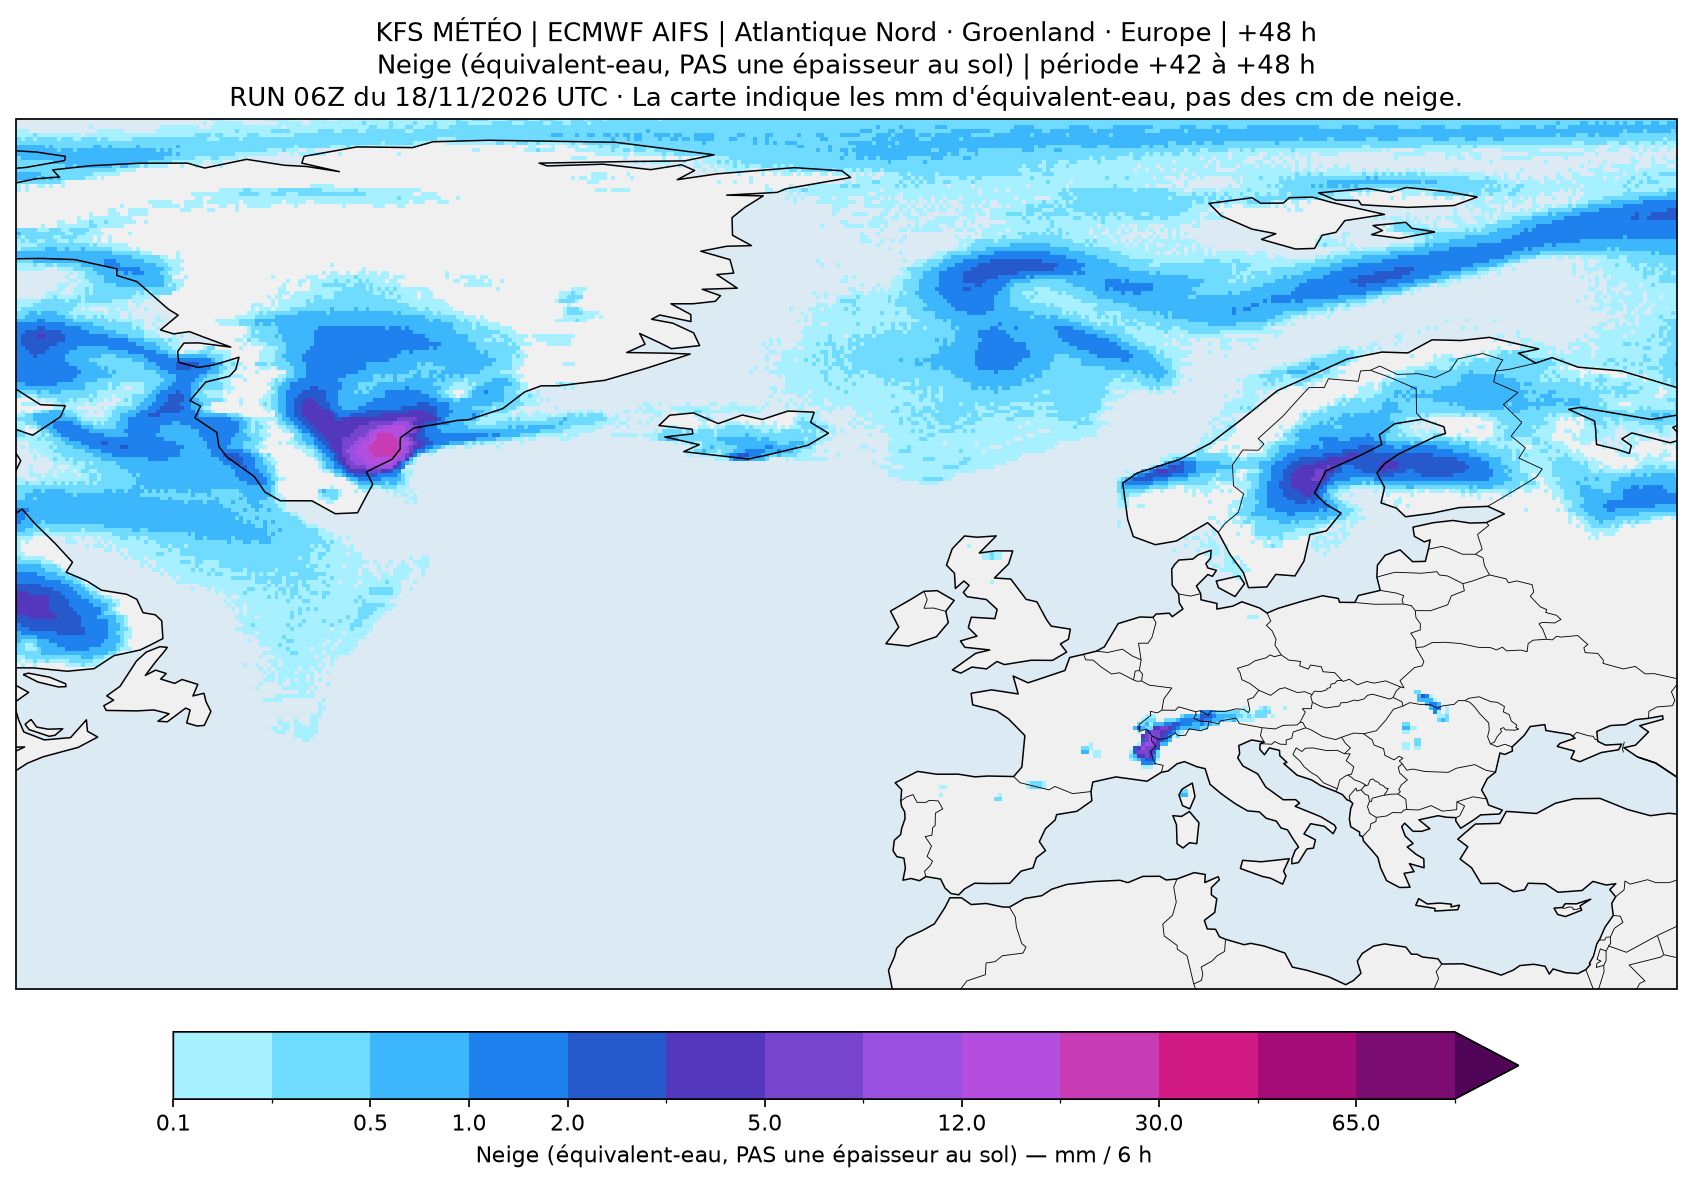 KFS MÉTÉO | ECMWF AIFS | Atlantique Nord · Groenland · Europe | +48 h
Neige (équivalent-eau, PAS une épaisseur au sol) | période +42 à +48 h
RUN 06Z du 18/11/2026 UTC · La carte indique les mm d'équivalent-eau, pas des cm de neige.
0.1 0.5 1.0 2.0 5.0 12.0 30.0 65.0
Neige (équivalent-eau, PAS une épaisseur au sol) — mm / 6 h